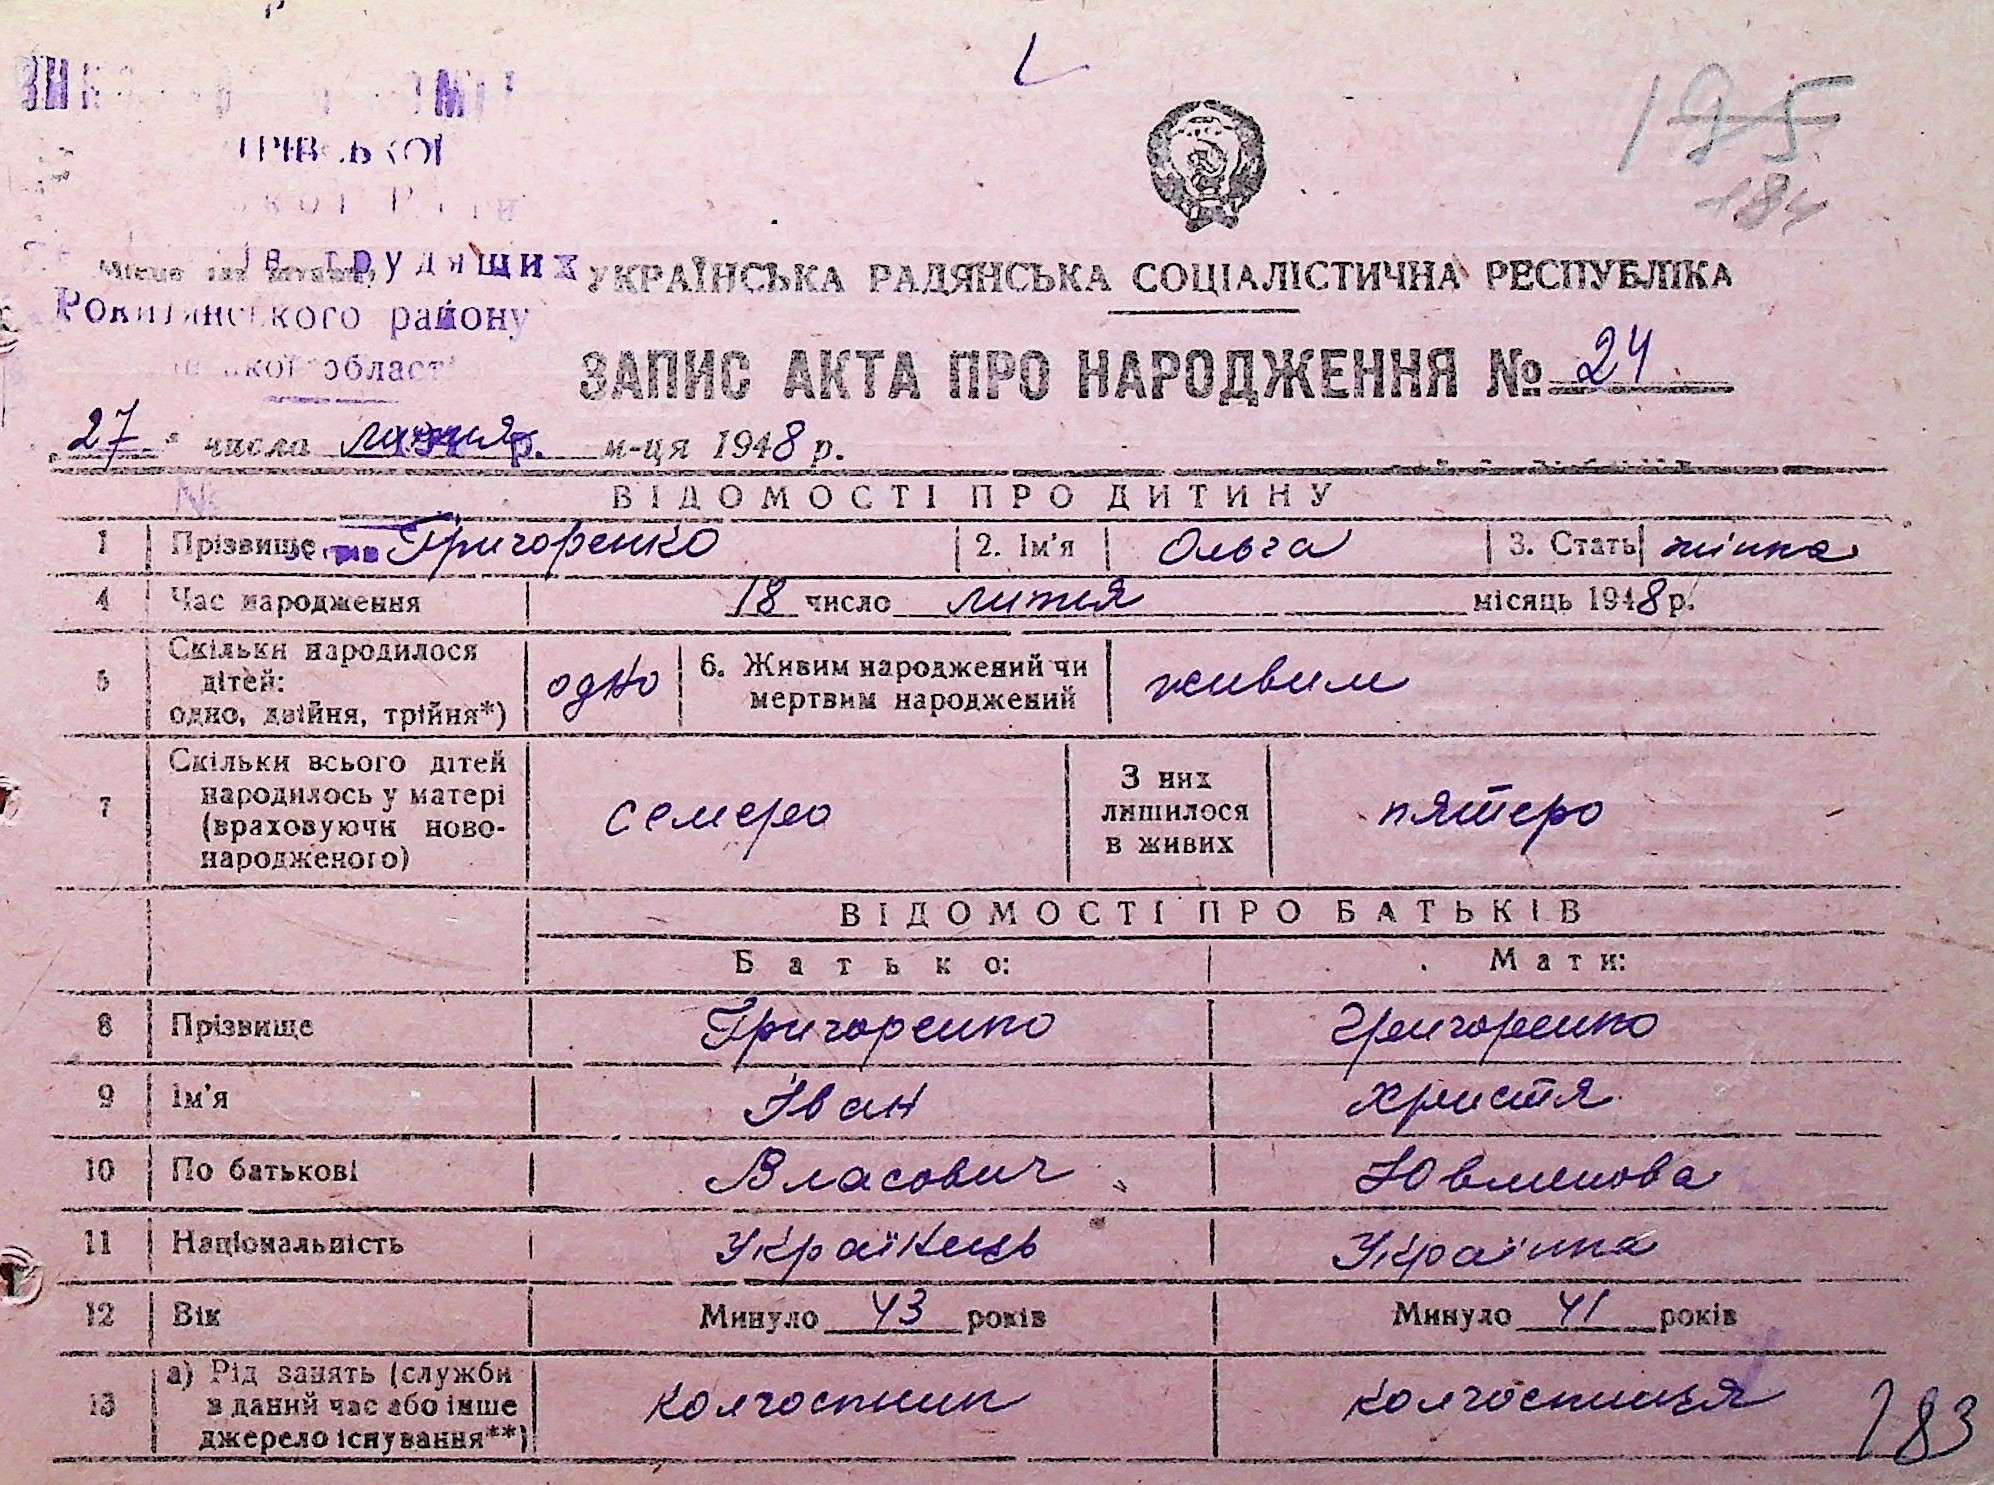 195
184
трудящих
УКРАЇНСЬКА РАДЯНСЬКА СОЦІАЛІСТИЧНА РЕСПУБЛІКА
Рокитянського району
області
ЗАПИС АКТА ПРО НАРОДЖЕННЯ № 24
„27" числа м-ця 1948 р.
ВІДОМОСТІ ПРО ДИТИНУ
1 Прізвище Григоренко 2. Ім'я Ольга 3. Стать жінка
4 Час народження 18 число місяць 1948 р.
5 Скільки народилося дітей: одно, двійня, трійня*) одно 6. Живим народжений чи мертвим народжений живим
7 Скільки всього дітей народилось у матері (враховуючи новонародженого) семеро З них лишилося в живих пятеро
ВІДОМОСТІ ПРО БАТЬКІВ
Батько: Мати:
8 Прізвище Григоренко Григоренко
9 Ім'я Іван Христя
10 По батькові Власович
11 Національність Українець Українка
12 Вік Минуло 43 років Минуло 41 років
13 а) Рід занять (служби в даний час або інше джерело існування**) колгоспник колгоспниця
183